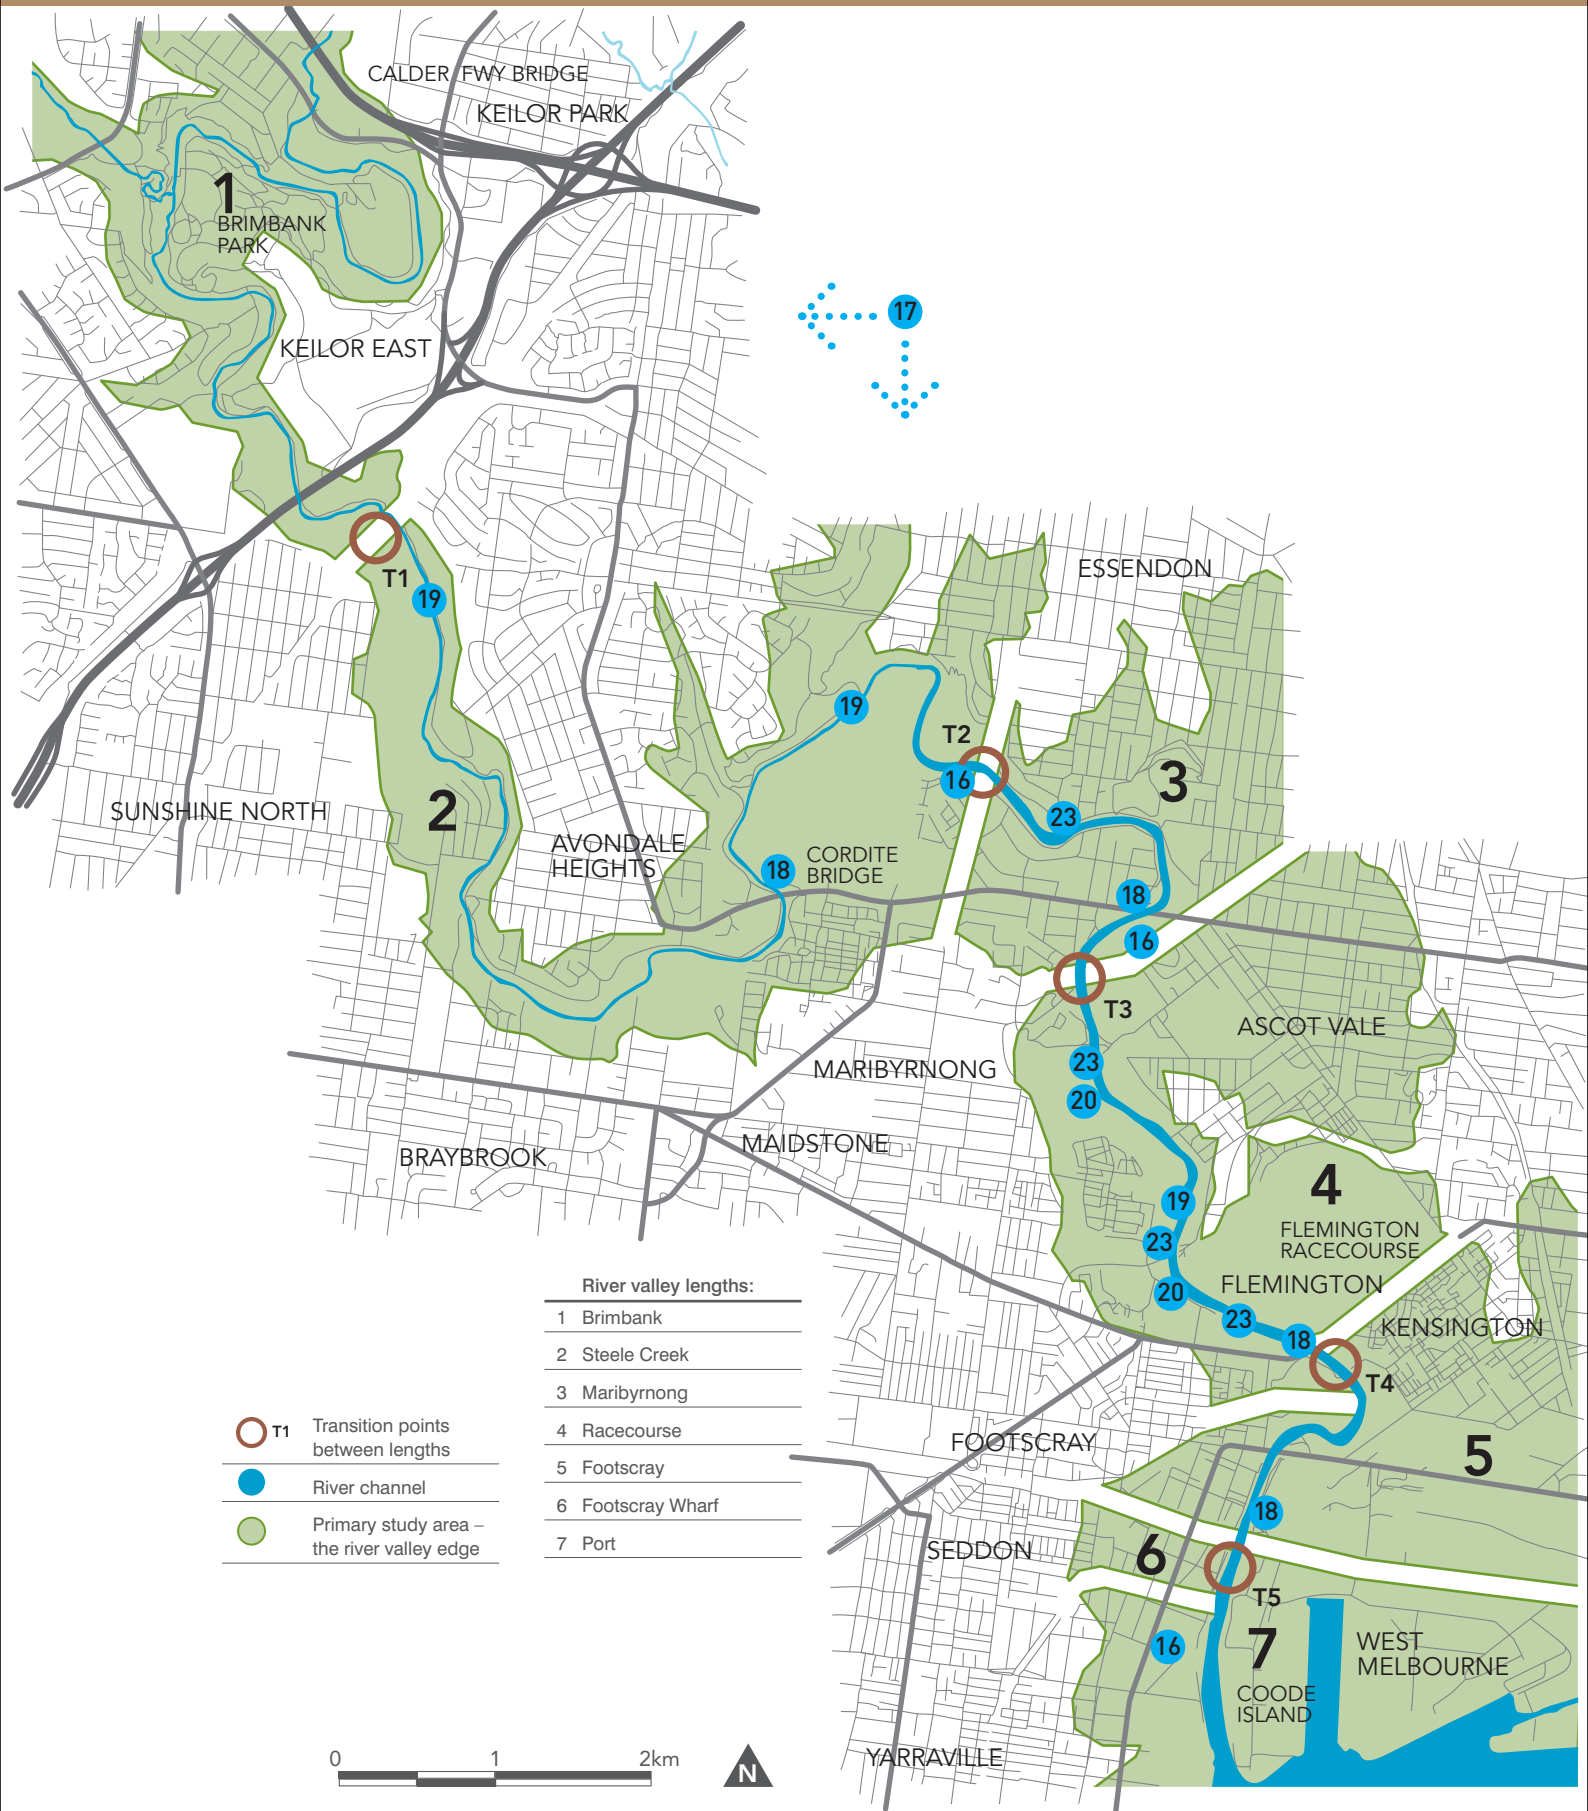 CALDER FWY BRIDGE
KEILOR PARK
1
BRIMBANK
PARK
17
KEILOR EAST
T1
19
ESSENDON
19
T2
16
3
23
SUNSHINE NORTH
2
AVONDALE
HEIGHTS
18
CORDITE
BRIDGE
18
16
T3
ASCOT VALE
23
MARIBYRNONG
20
MAIDSTONE
BRAYBROOK
4
19
FLEMINGTON
RACECOURSE
23
FLEMINGTON
20
23
18
KENSINGTON
T4
FOOTSCRAY
5
18
SEDDON
6
T5
7
16
WEST
MELBOURNE
COODE
ISLAND
YARRAVILLE
River valley lengths:
1 Brimbank
2 Steele Creek
3 Maribyrnong
4 Racecourse
5 Footscray
6 Footscray Wharf
7 Port
T1 Transition points
between lengths
River channel
Primary study area –
the river valley edge
0 1 2km
N